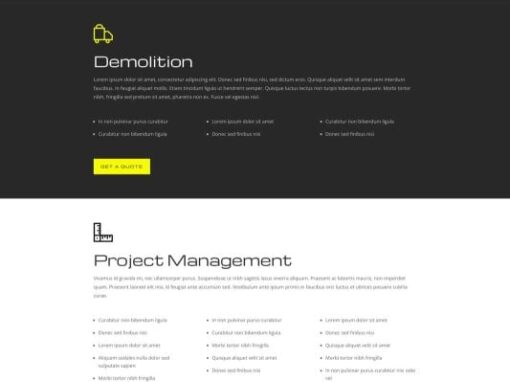 Demolition
Lorem ipsum dolor sit amet, consectetur adipiscing elit. Donec sed finibus nisi, sed dictum eros. Quisque aliquet velit sit amet sem interdum
faucibus. In feugiat aliquet mollis. Etiam tincidunt ligula ut hendrerit semper. Quisque luctus lectus non turpis bibendum posuere. Morbi tortor
nibh, fringilla sed pretium sit amet, pharetra non ex. Fusce vel egestas nisl.
In non pulvinar purus curabitur
Lorem ipsum dolor sit amet
Curabitur non bibendum ligula
Curabitur non bibendum ligula
Donec sed finibus nisi
Donec sed finibus nisi
GET A QUOTE
Project Management
Vivamus id gravida mi, nec ullamcorper purus. Suspendisse ut nibh sagittis lacus viverra aliquam. Praesent ac lobortis mauris, non imperdiet
quam. Praesent laoreet elit nisi, id feugiat ante accumsan sed. Vestibulum ante ipsum primis in faucibus orci luctus et ultrices posuere cubilia
curae.
Curabitur non bibendum ligula
In non pulvinar purus curabitur
Lorem ipsum dolor sit amet
Donec sed finibus nisi
Curabitur non bibendum ligula
Donec sed finibus nisi
Lorem ipsum dolor sit amet
Morbi tortor nibh fringilla
Quisque aliquet velit sit amet
Aliquam sodales nulla dolor sed
vulputate sapien
Quisque aliquet velit sit amet
Morbi tortor nibh fringilla
Morbi tortor nibh fringilla
Donec sed finibus nisi
In non pulvinar purus curabitur nisi odio
vel